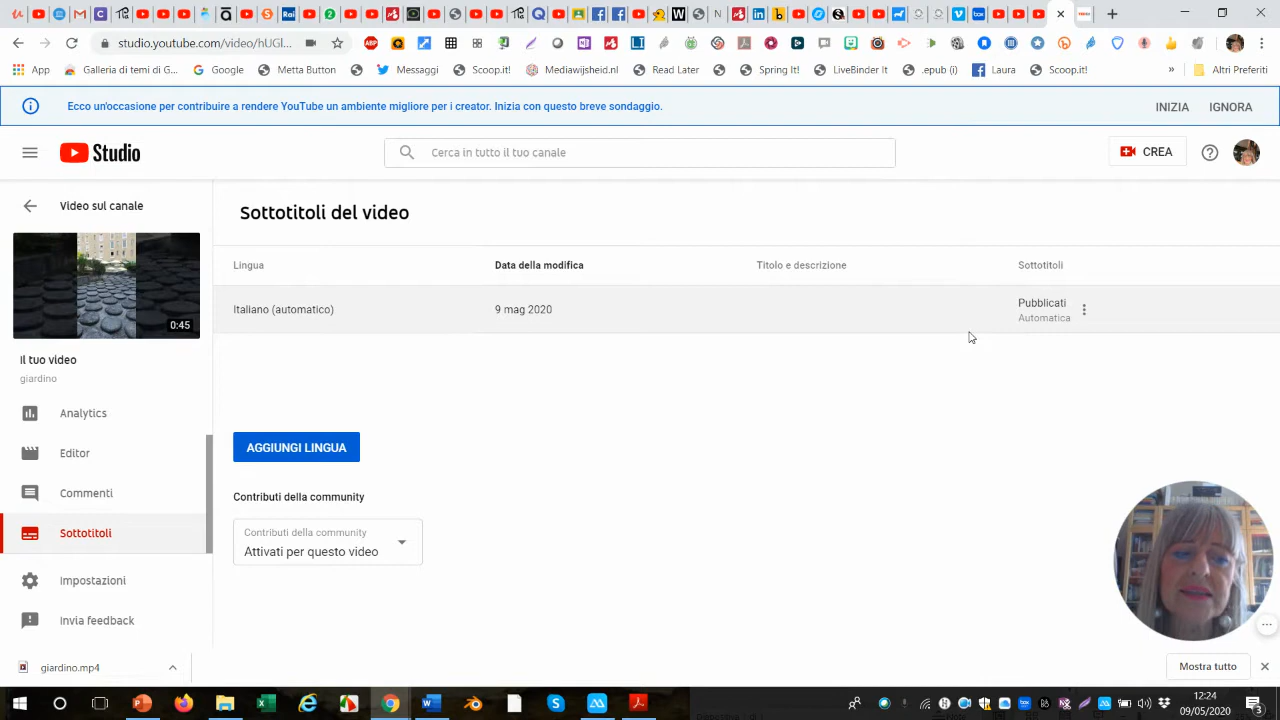 studio.youtube.com/video/hUGl
App
Galleria di temi di G...
Google
Metta Button
Messaggi
Scoop.it!
Mediawijsheid.nl
Read Later
Spring It!
LiveBinder It
.epub (i)
Laura
Scoop.it!
»
Altri Preferiti
Ecco un'occasione per contribuire a rendere YouTube un ambiente migliore per i creator. Inizia con questo breve sondaggio.
INIZIA
IGNORA
Studio
Cerca in tutto il tuo canale
CREA
Video sul canale
Sottotitoli del video
Lingua
Data della modifica
Titolo e descrizione
Sottotitoli
Italiano (automatico)
9 mag 2020
Pubblicati
Automatica
0:45
Il tuo video
giardino
Analytics
Editor
Commenti
Sottotitoli
Impostazioni
Invia feedback
AGGIUNGI LINGUA
Contributi della community
Contributi della community
Attivati per questo video
giardino.mp4
Mostra tutto
12:24
09/05/2020